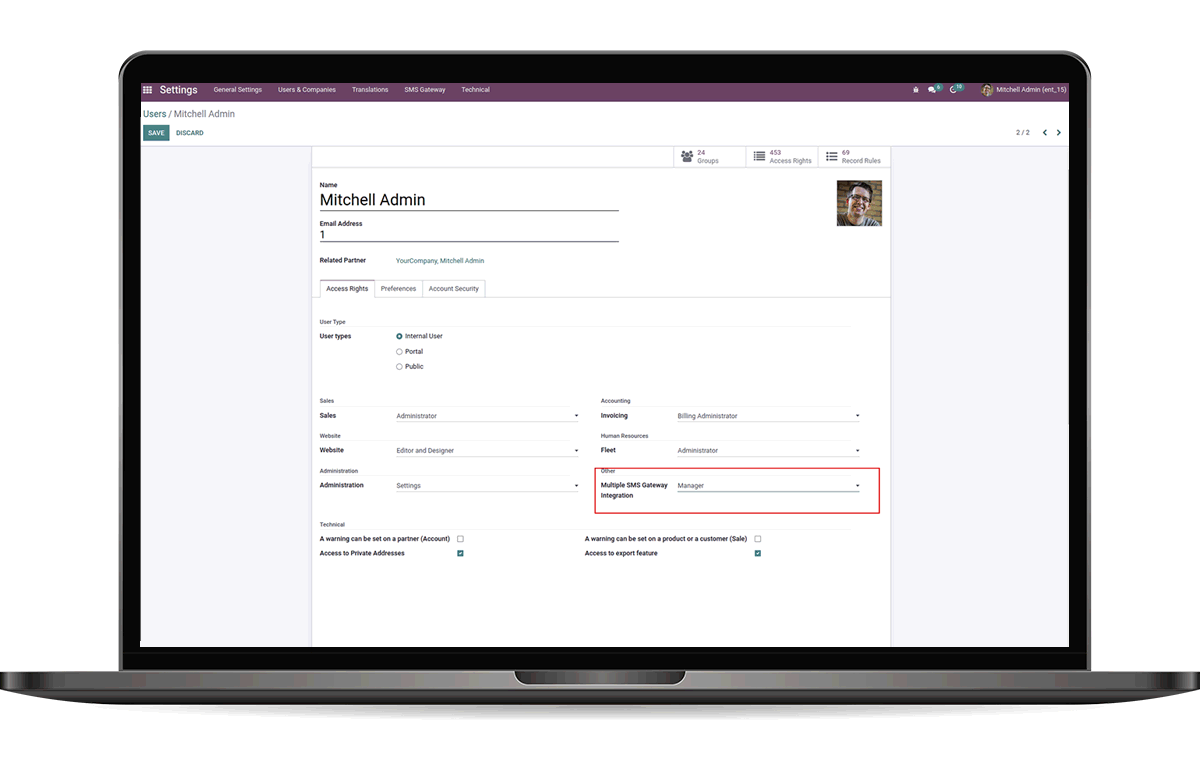 Settings General Settings Users & Companies Translations SMS Gateway Technical 6 18 Mitchell Admin (ent_15)
Users / Mitchell Admin
SAVE DISCARD 2 / 2
24 Groups
453 Access Rights
69 Record Rules
Name
Mitchell Admin
Email Address
1
Related Partner YourCompany, Mitchell Admin
Access Rights Preferences Account Security
User Type
User types Internal User
Portal
Public
Sales Accounting
Sales Administrator Invoicing Billing Administrator
Website Human Resources
Website Editor and Designer Fleet Administrator
Administration Other
Administration Settings Multiple SMS Gateway Manager
Integration
Technical
A warning can be set on a partner (Account) A warning can be set on a product or a customer (Sale)
Access to Private Addresses Access to export feature